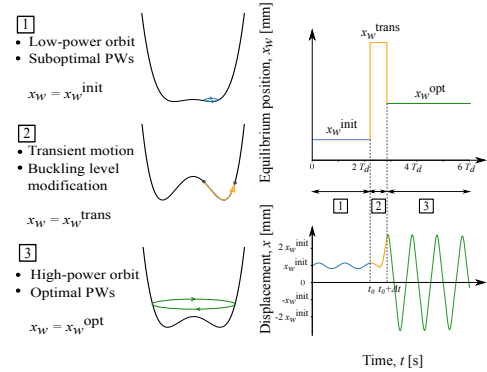 1
• Low-power orbit
• Suboptimal PWs
x_w = x_w^init
2
• Transient motion
• Buckling level
modification
x_w = x_w^trans
3
• High-power orbit
• Optimal PWs
x_w = x_w^opt
Equilibrium position, x_w [mm]
x_w^trans
x_w^opt
x_w^init
0
2 T_d
4 T_d
6 T_d
1
2
3
Displacement, x [mm]
2 x_w^init
x_w^init
0
-x_w^init
-2 x_w^init
t_0
t_0+Δt
Time, t [s]